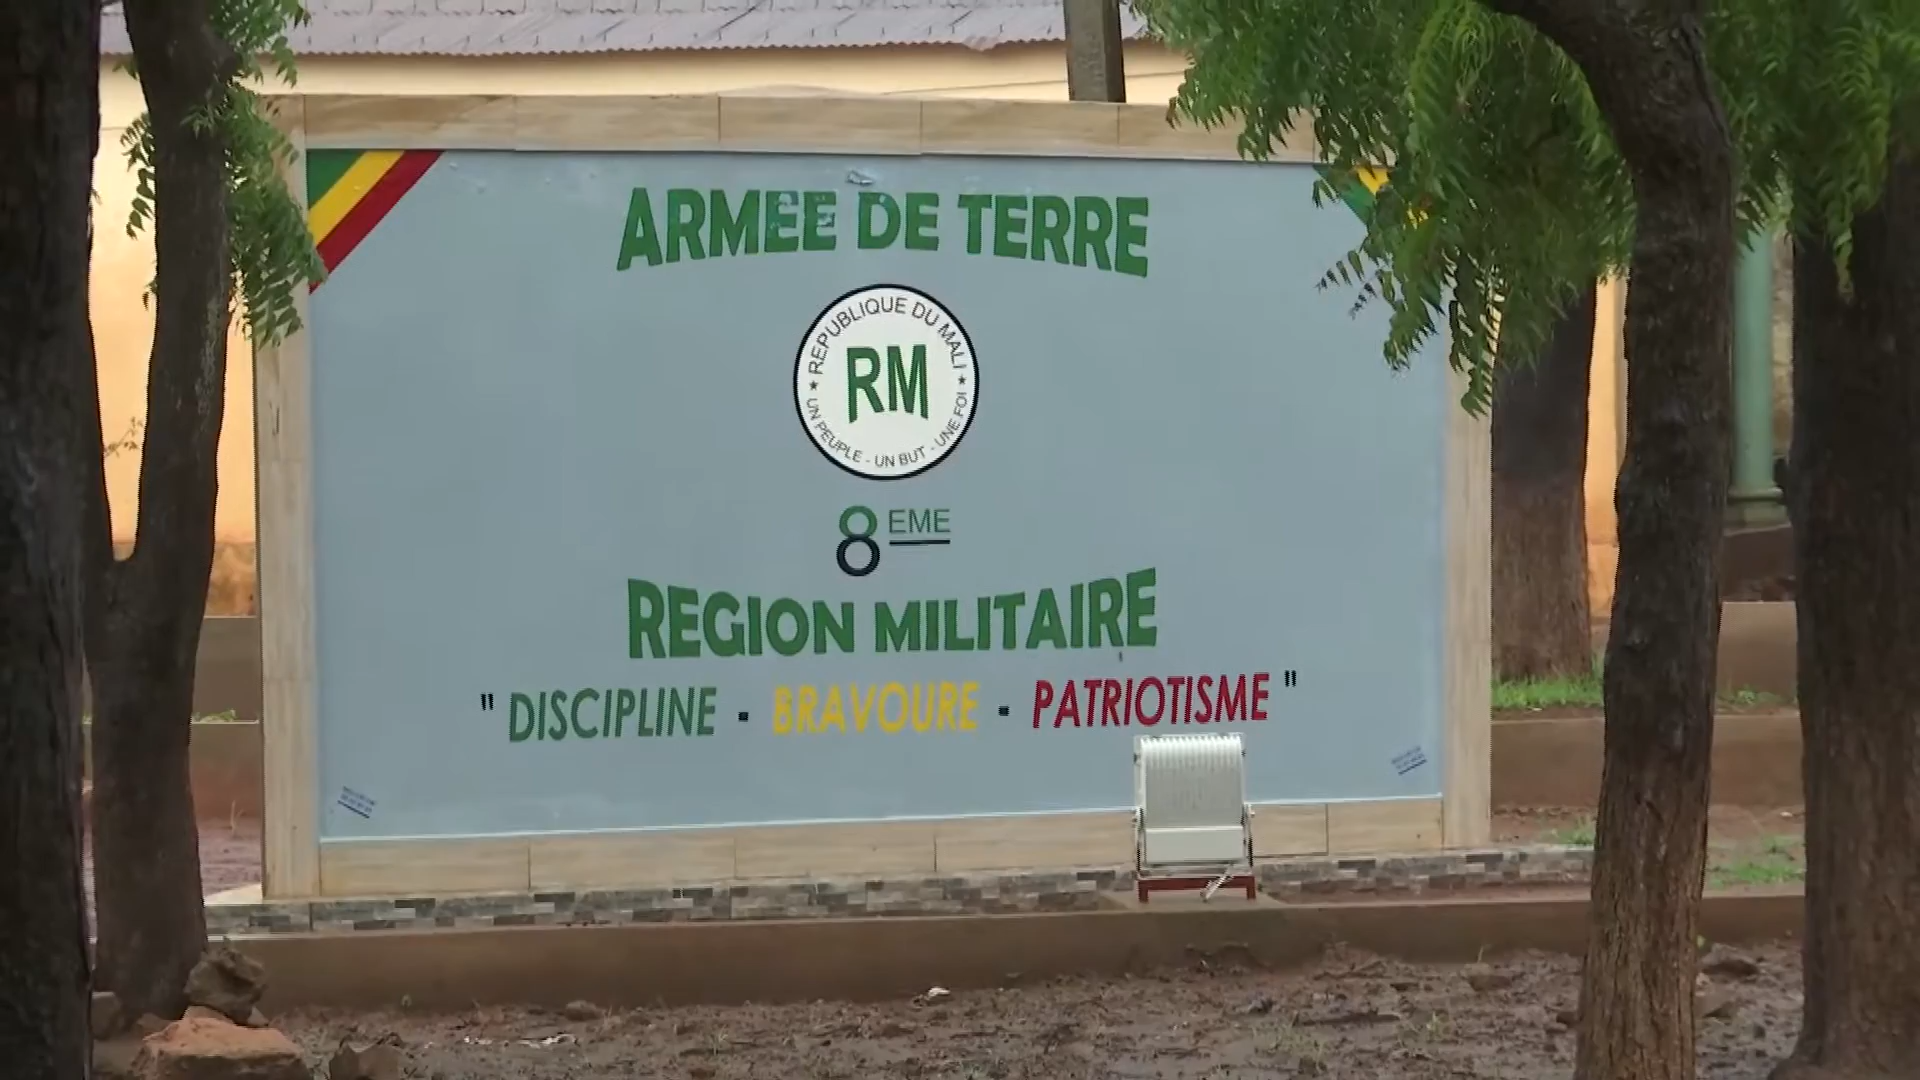 ARMEE DE TERRE
REPUBLIQUE DU MALI
RM
UN PEUPLE - UN BUT - UNE FOI
8EME
REGION MILITAIRE
" DISCIPLINE - BRAVOURE - PATRIOTISME "